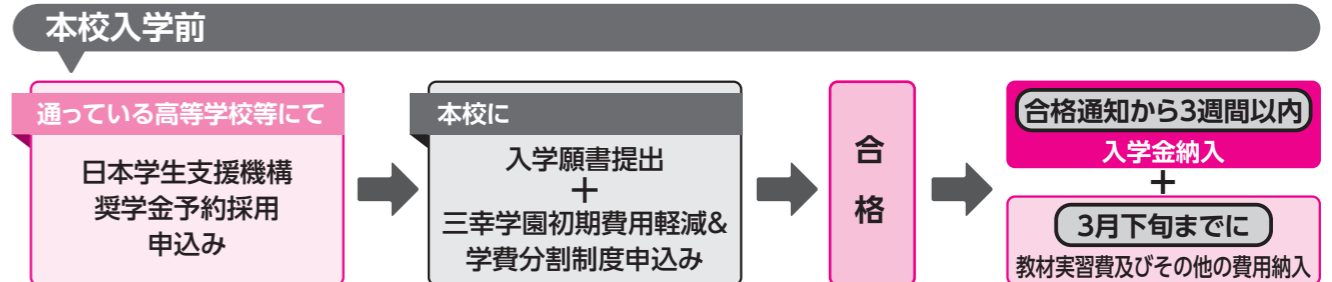 本校入学前
通っている高等学校等にて
日本学生支援機構
奨学金予約採用
申込み
本校に
入学願書提出
+
三幸学園初期費用軽減&
学費分割制度申込み
合格
合格通知から3週間以内
入学金納入
+
3月下旬までに
教材実習費及びその他の費用納入